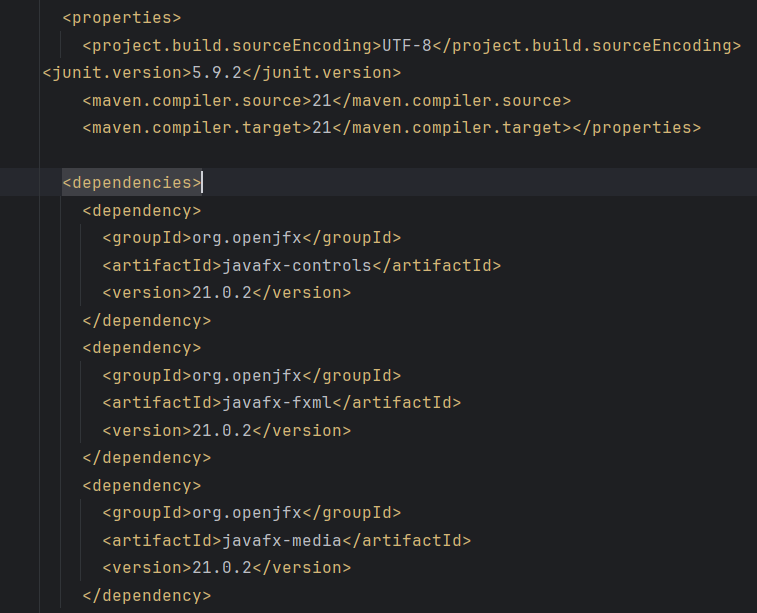 <properties>
<project.build.sourceEncoding>UTF-8</project.build.sourceEncoding>
<junit.version>5.9.2</junit.version>
<maven.compiler.source>21</maven.compiler.source>
<maven.compiler.target>21</maven.compiler.target></properties>
<dependencies>
<dependency>
<groupId>org.openjfx</groupId>
<artifactId>javafx-controls</artifactId>
<version>21.0.2</version>
</dependency>
<dependency>
<groupId>org.openjfx</groupId>
<artifactId>javafx-fxml</artifactId>
<version>21.0.2</version>
</dependency>
<dependency>
<groupId>org.openjfx</groupId>
<artifactId>javafx-media</artifactId>
<version>21.0.2</version>
</dependency>